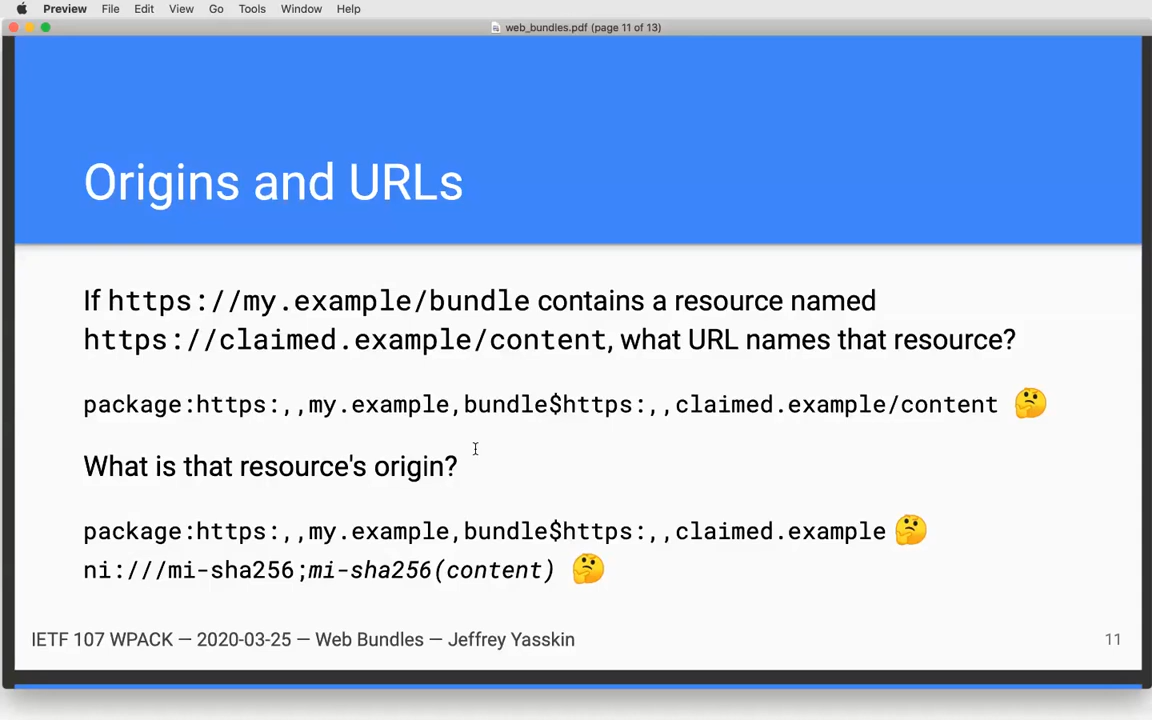 Preview File Edit View Go Tools Window Help
web_bundles.pdf (page 11 of 13)
Origins and URLs
If https://my.example/bundle contains a resource named
https://claimed.example/content, what URL names that resource?
package:https:,,my.example,bundle$https:,,claimed.example/content 🤔
What is that resource's origin?
package:https:,,my.example,bundle$https:,,claimed.example 🤔
ni:///mi-sha256;mi-sha256(content) 🤔
IETF 107 WPACK — 2020-03-25 — Web Bundles — Jeffrey Yasskin 11